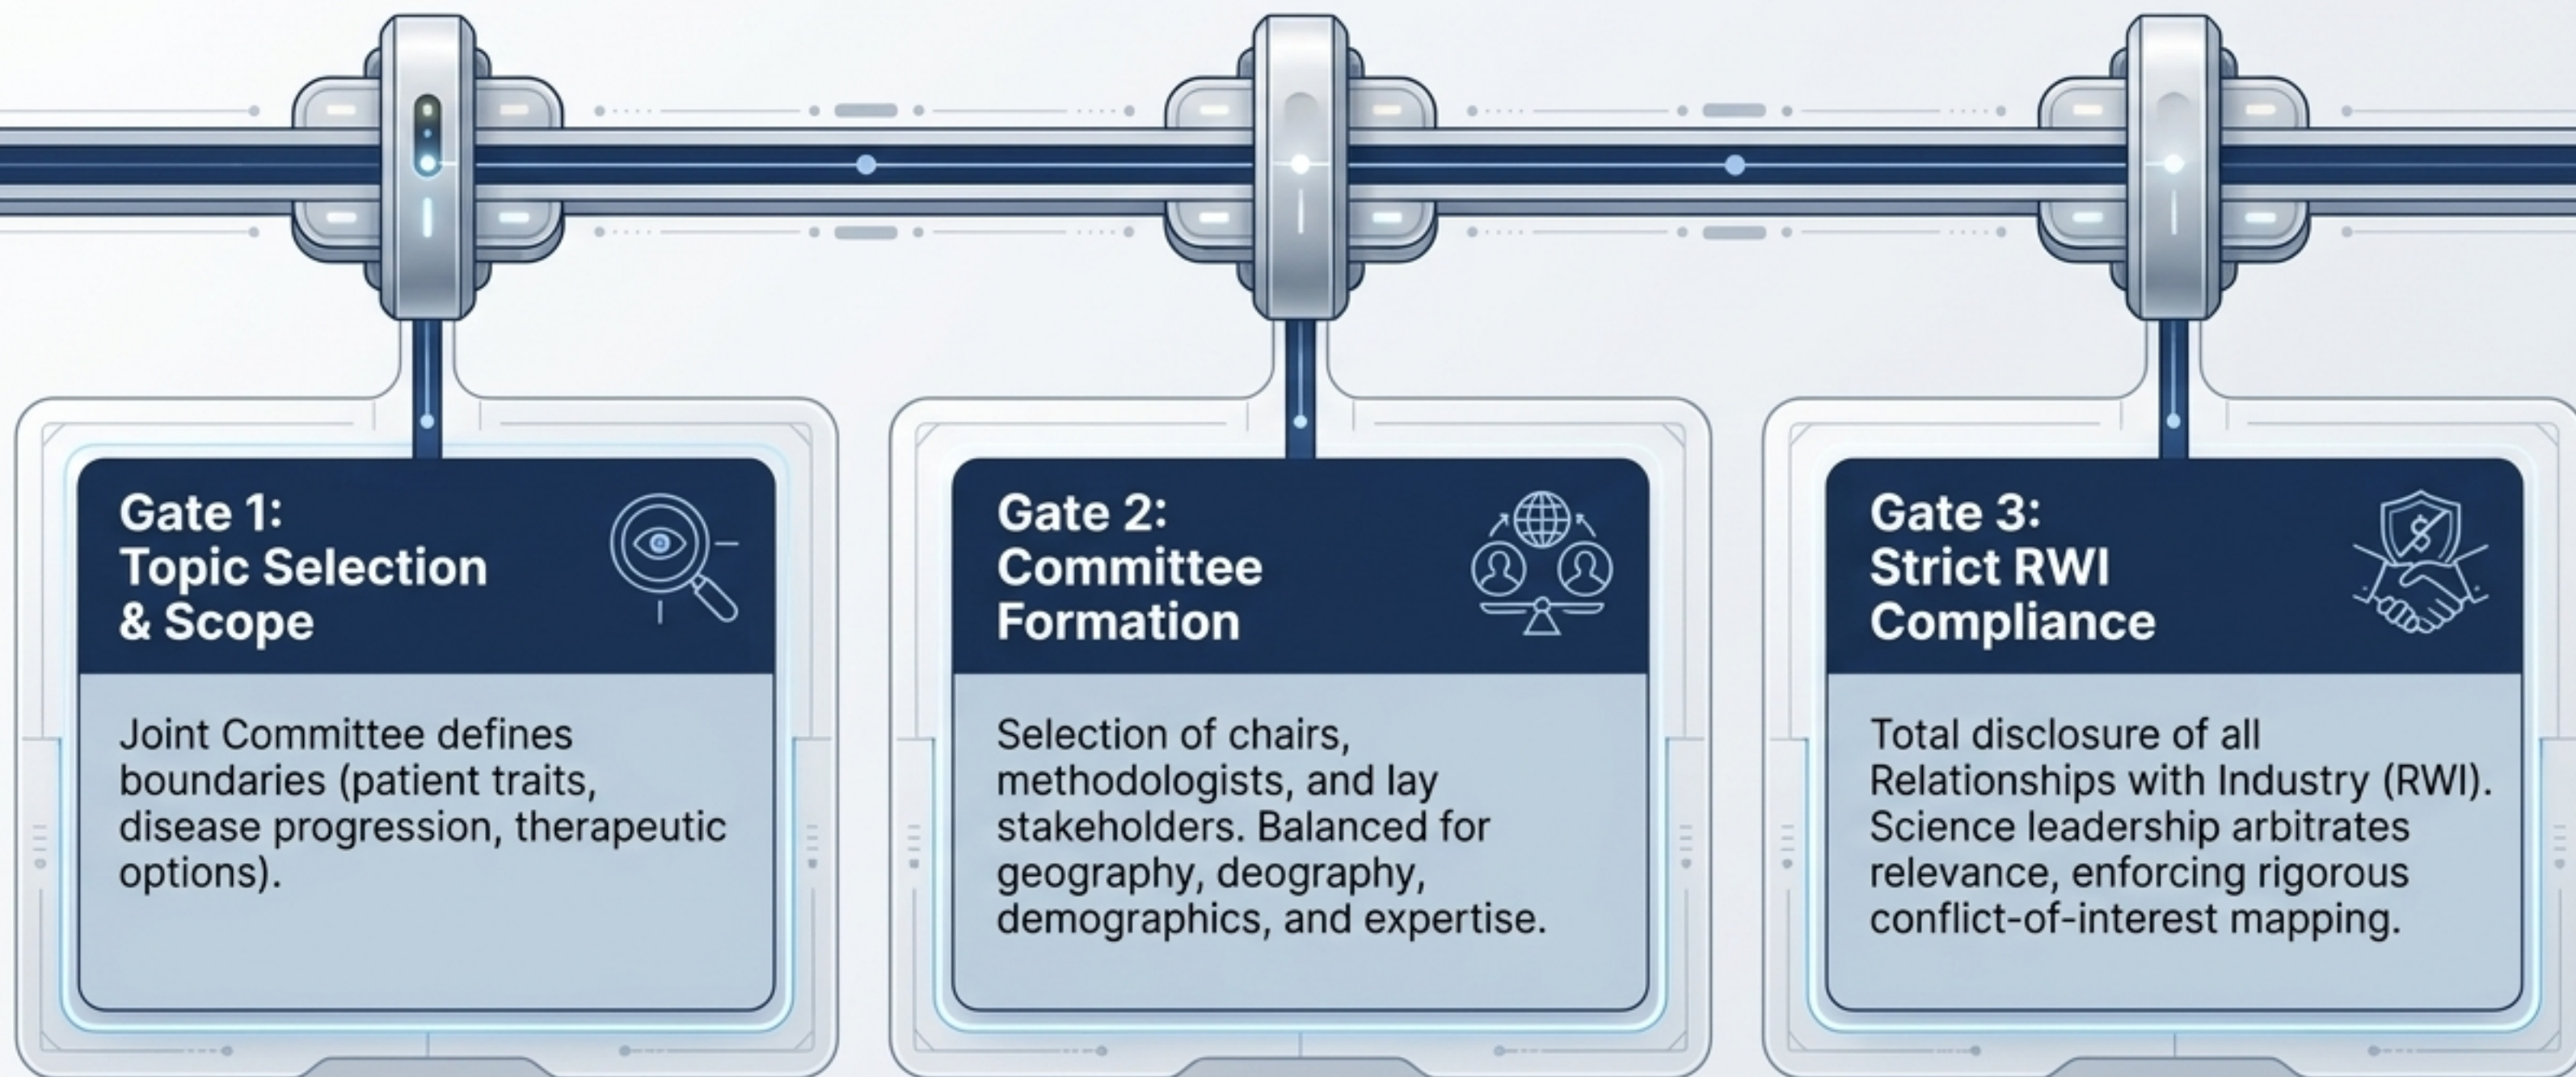 Gate 1:
Topic Selection
& Scope
Joint Committee defines
boundaries (patient traits,
disease progression, therapeutic
options).
Gate 2:
Committee
Formation
Selection of chairs,
methodologists, and lay
stakeholders. Balanced for
geography, deography,
demographics, and expertise.
Gate 3:
Strict RWI
Compliance
$
Total disclosure of all
Relationships with Industry (RWI).
Science leadership arbitrates
relevance, enforcing rigorous
conflict-of-interest mapping.